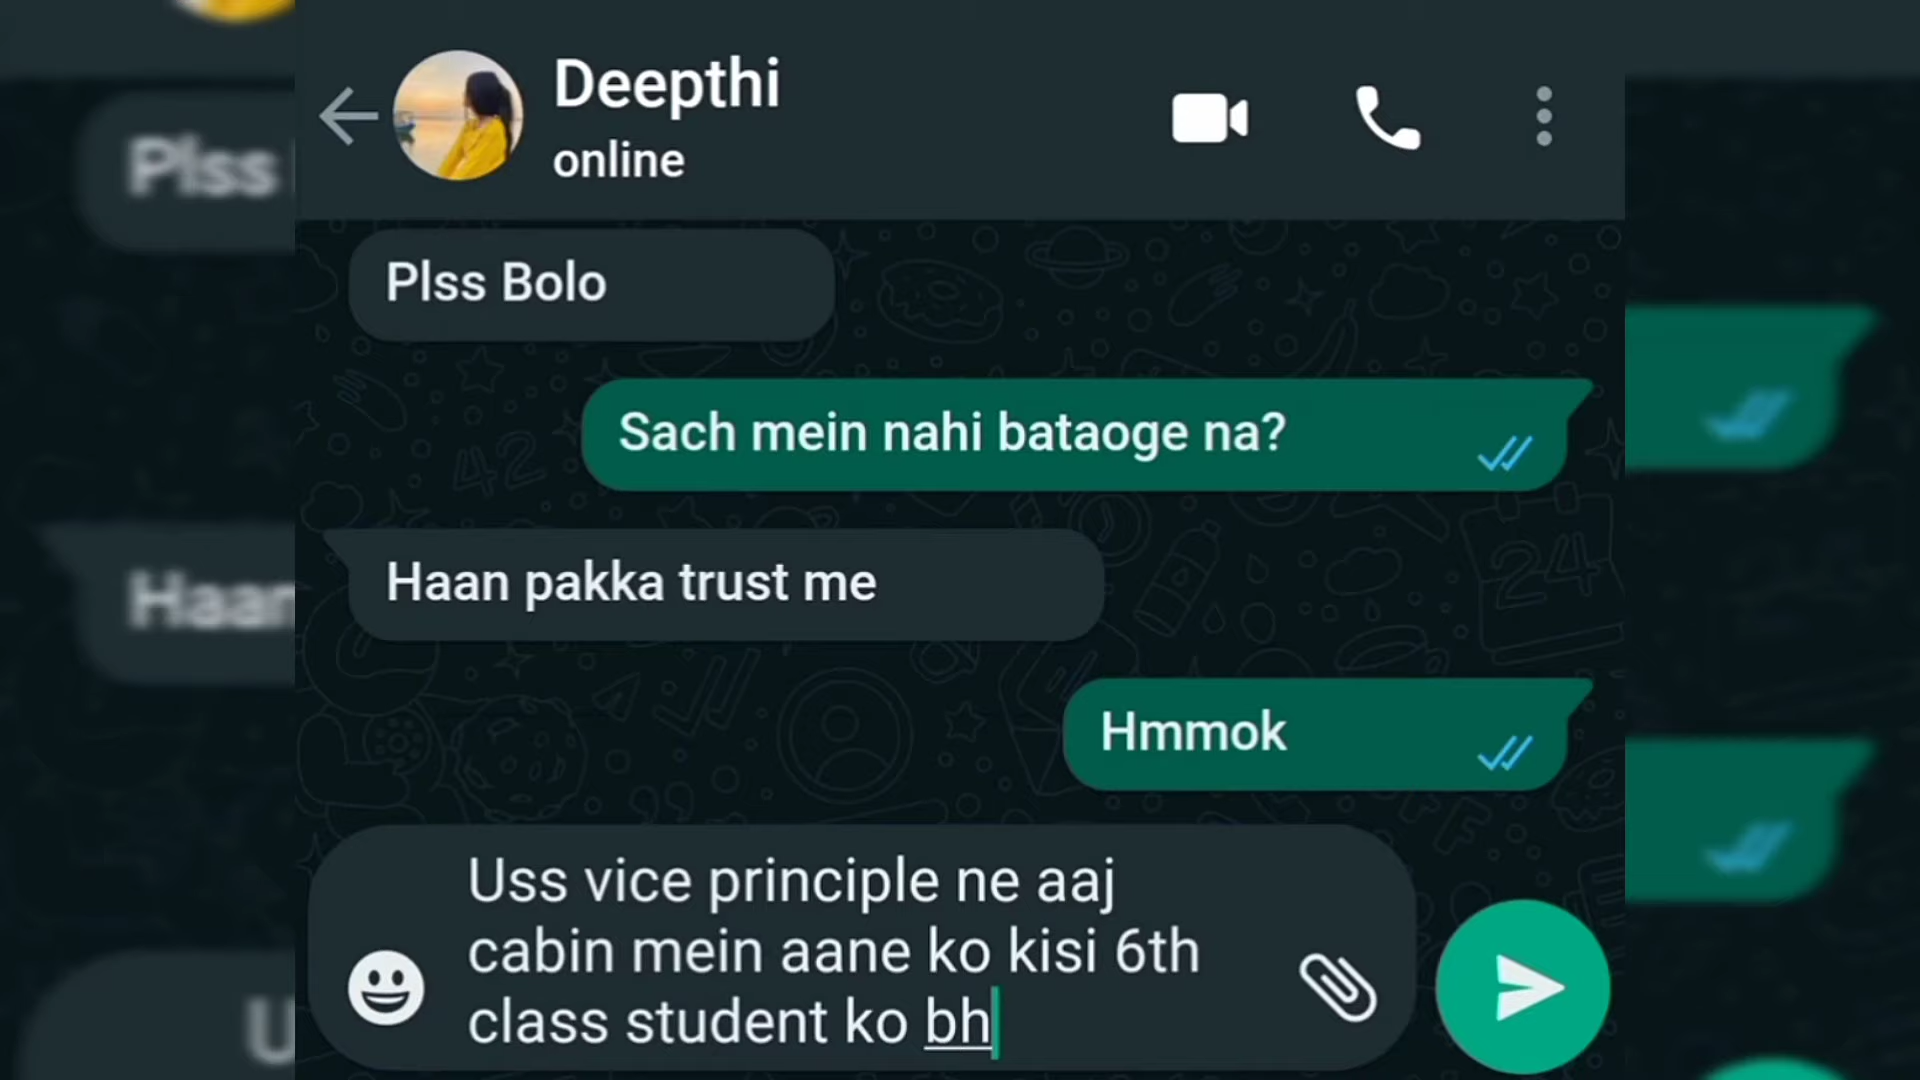 Deepthi
online
Plss Bolo
Sach mein nahi bataoge na?
Haan pakka trust me
Hmmok
Uss vice principle ne aaj
cabin mein aane ko kisi 6th
class student ko bh